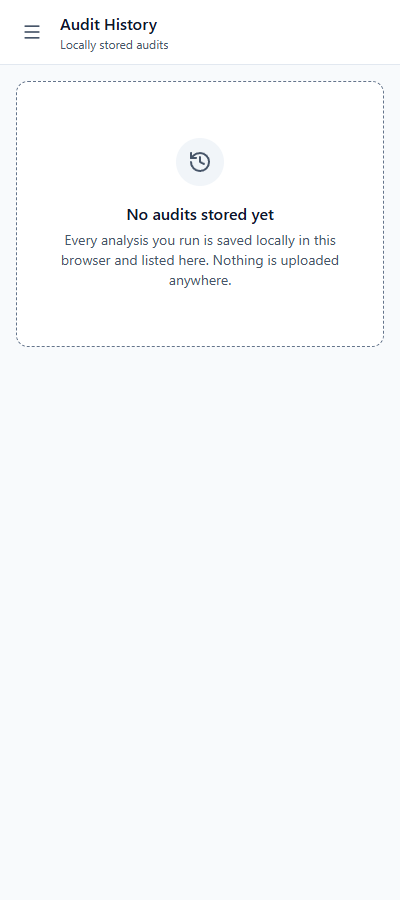 Audit History
Locally stored audits
No audits stored yet
Every analysis you run is saved locally in this
browser and listed here. Nothing is uploaded
anywhere.